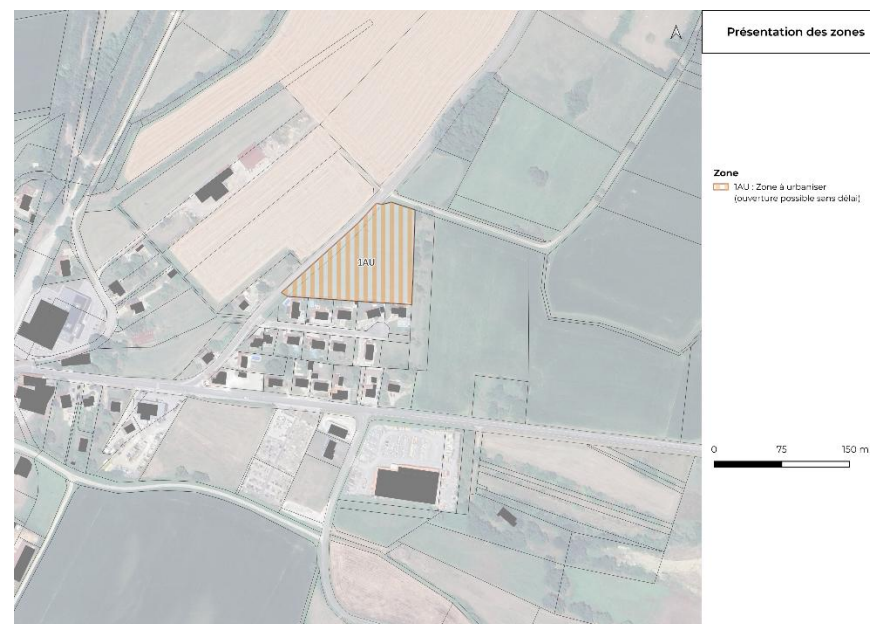 Présentation des zones
Zone
1AU : Zone à urbaniser
(ouverture possible sans délai)
1AU
0 75 150 m